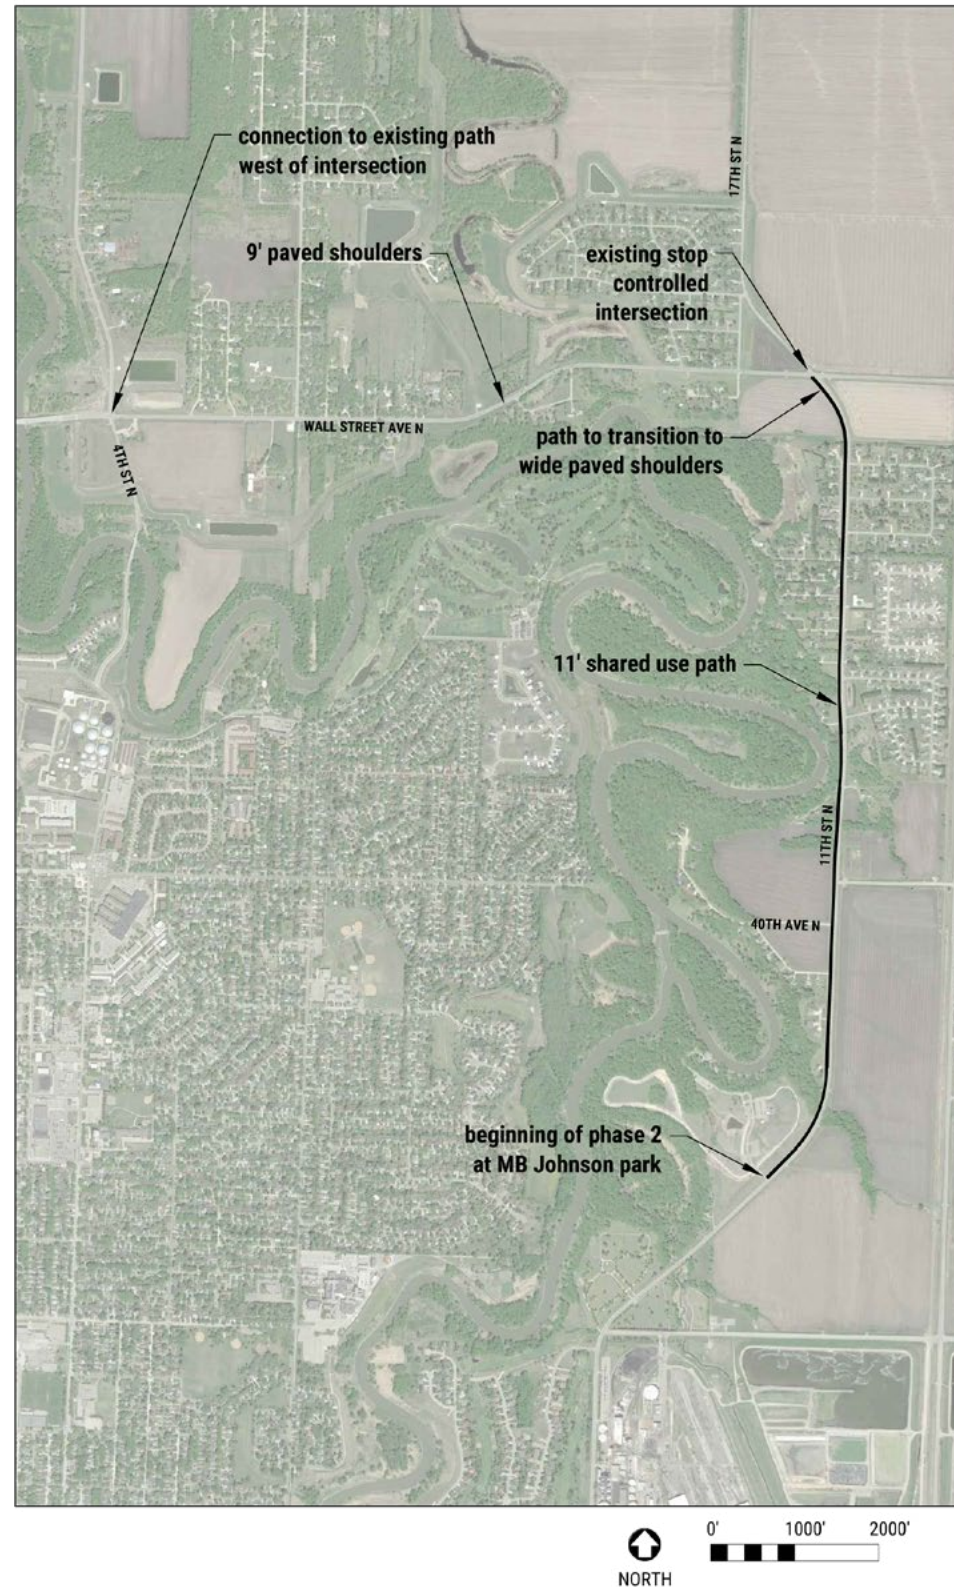 connection to existing path
west of intersection
17TH ST N
9' paved shoulders
existing stop
controlled
intersection
WALL STREET AVE N
path to transition to
wide paved shoulders
4TH ST N
11' shared use path
11TH ST N
40TH AVE N
beginning of phase 2
at MB Johnson park
0' 1000' 2000'
NORTH